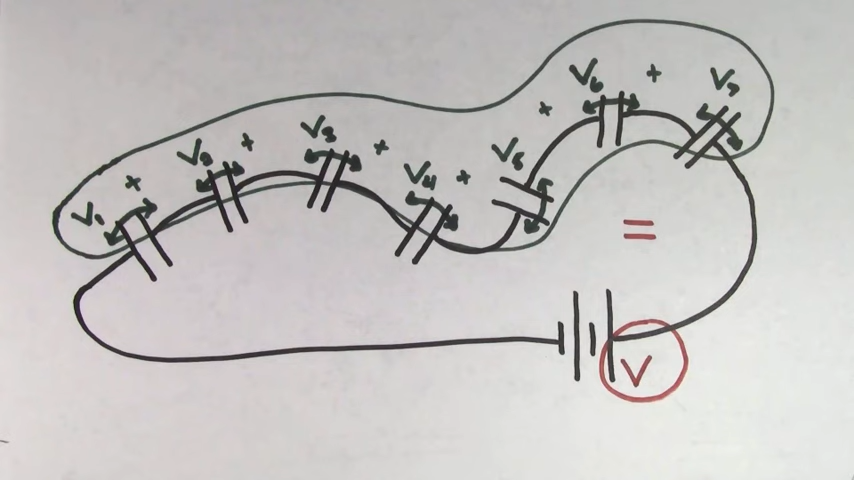 V₁ + V₂ + V₃ + V₄ + V₅ + V₆ + V₇
=
V